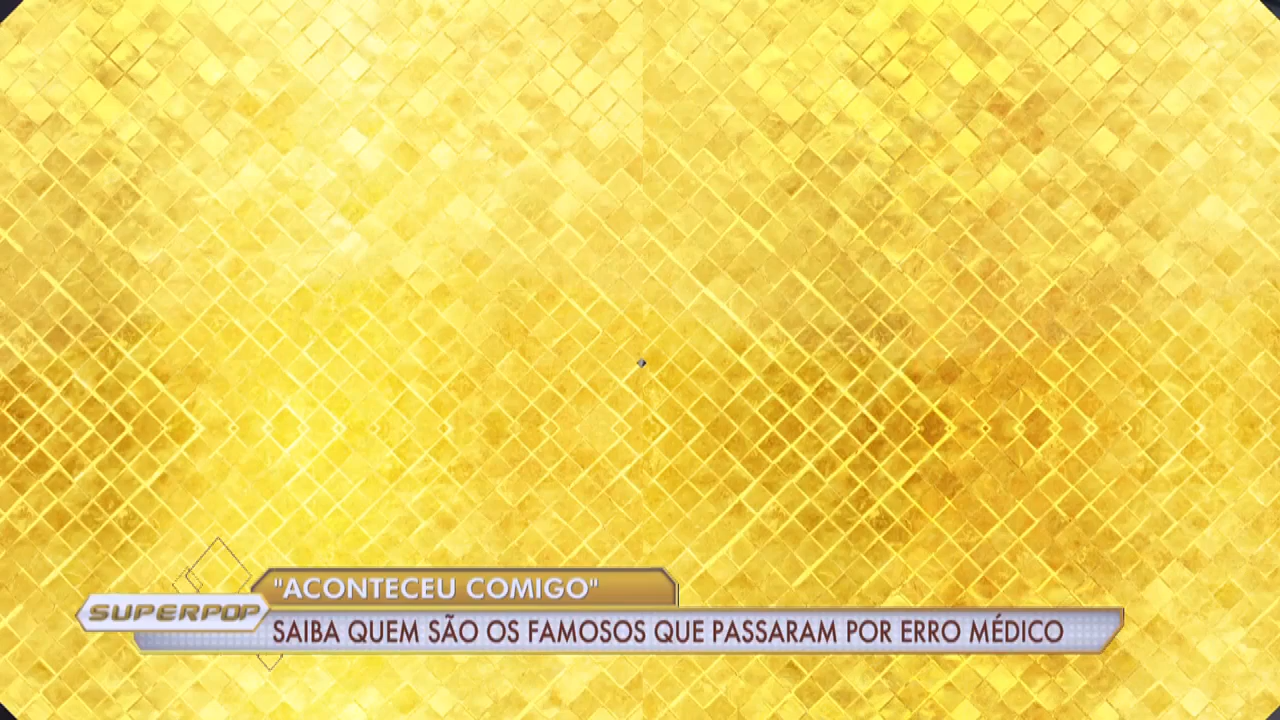 "ACONTECEU COMIGO"
SUPERPOP
SAIBA QUEM SÃO OS FAMOSOS QUE PASSARAM POR ERRO MÉDICO